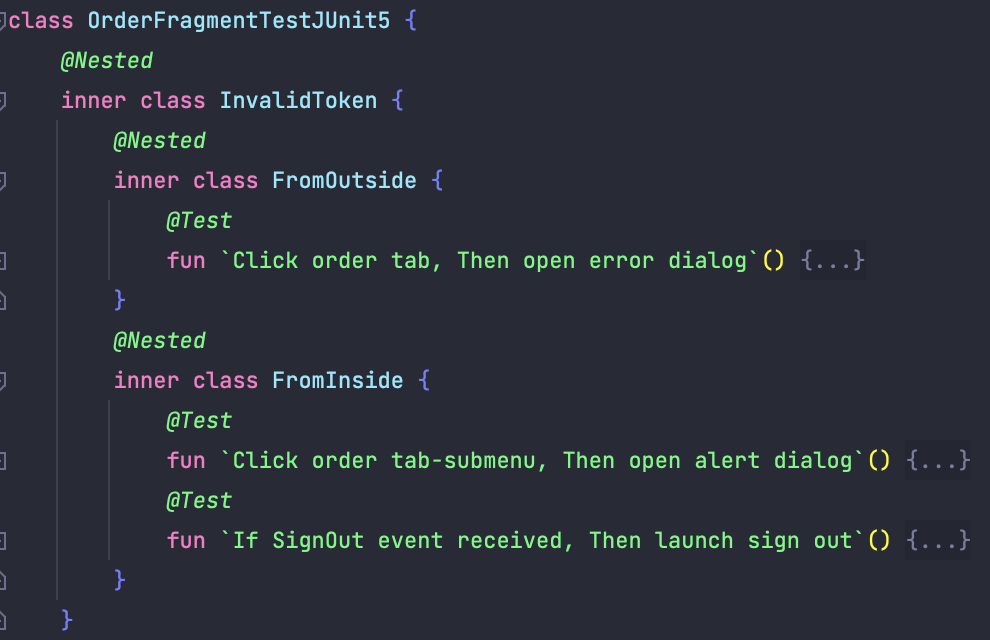 class OrderFragmentTestJUnit5 {
@Nested
inner class InvalidToken {
@Nested
inner class FromOutside {
@Test
fun `Click order tab, Then open error dialog`() {...}
}
@Nested
inner class FromInside {
@Test
fun `Click order tab-submenu, Then open alert dialog`() {...}
@Test
fun `If SignOut event received, Then launch sign out`() {...}
}
}